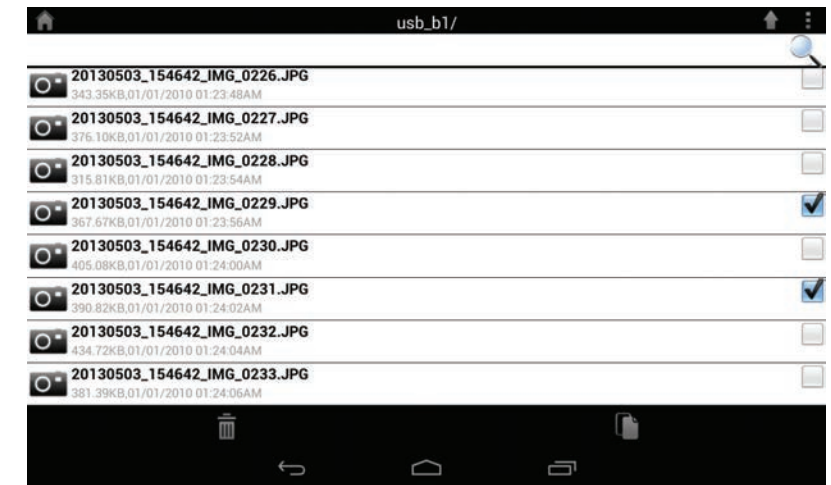 usb_b1/
20130503_154642_IMG_0226.JPG
343.35KB,01/01/2010 01:23:48AM
20130503_154642_IMG_0227.JPG
376.10KB,01/01/2010 01:23:52AM
20130503_154642_IMG_0228.JPG
315.81KB,01/01/2010 01:23:54AM
20130503_154642_IMG_0229.JPG
367.67KB,01/01/2010 01:23:56AM
20130503_154642_IMG_0230.JPG
405.08KB,01/01/2010 01:24:00AM
20130503_154642_IMG_0231.JPG
390.82KB,01/01/2010 01:24:02AM
20130503_154642_IMG_0232.JPG
434.72KB,01/01/2010 01:24:04AM
20130503_154642_IMG_0233.JPG
381.39KB,01/01/2010 01:24:06AM